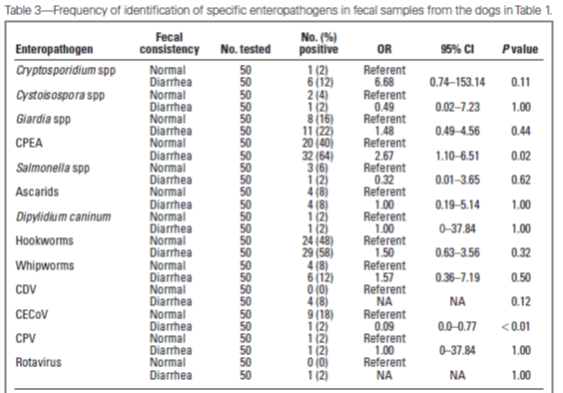 Table 3—Frequency of identification of specific enteropathogens in fecal samples from the dogs in Table 1.
Fecal No. (%)
Enteropathogen consistency No. tested positive OR 95% CI P value
Cryptosporidium spp Normal 50 1 (2) Referent
Diarrhea 50 6 (12) 6.68 0.74–153.14 0.11
Cystoisospora spp Normal 50 2 (4) Referent
Diarrhea 50 1 (2) 0.49 0.02–7.23 1.00
Giardia spp Normal 50 8 (16) Referent
Diarrhea 50 11 (22) 1.48 0.49–4.56 0.44
CPEA Normal 50 20 (40) Referent
Diarrhea 50 32 (64) 2.67 1.10–6.51 0.02
Salmonella spp Normal 50 3 (6) Referent
Diarrhea 50 1 (2) 0.32 0.01–3.65 0.62
Ascarids Normal 50 4 (8) Referent
Diarrhea 50 4 (8) 1.00 0.19–5.14 1.00
Dipylidium caninum Normal 50 1 (2) Referent
Diarrhea 50 1 (2) 1.00 0–37.84 1.00
Hookworms Normal 50 24 (48) Referent
Diarrhea 50 29 (58) 1.50 0.63–3.56 0.32
Whipworms Normal 50 4 (8) Referent
Diarrhea 50 6 (12) 1.57 0.36–7.19 0.50
CDV Normal 50 0 (0) Referent
Diarrhea 50 4 (8) NA NA 0.12
CECoV Normal 50 9 (18) Referent
Diarrhea 50 1 (2) 0.09 0.0–0.77 < 0.01
CPV Normal 50 1 (2) Referent
Diarrhea 50 1 (2) 1.00 0–37.84 1.00
Rotavirus Normal 50 0 (0) Referent
Diarrhea 50 1 (2) NA NA 1.00